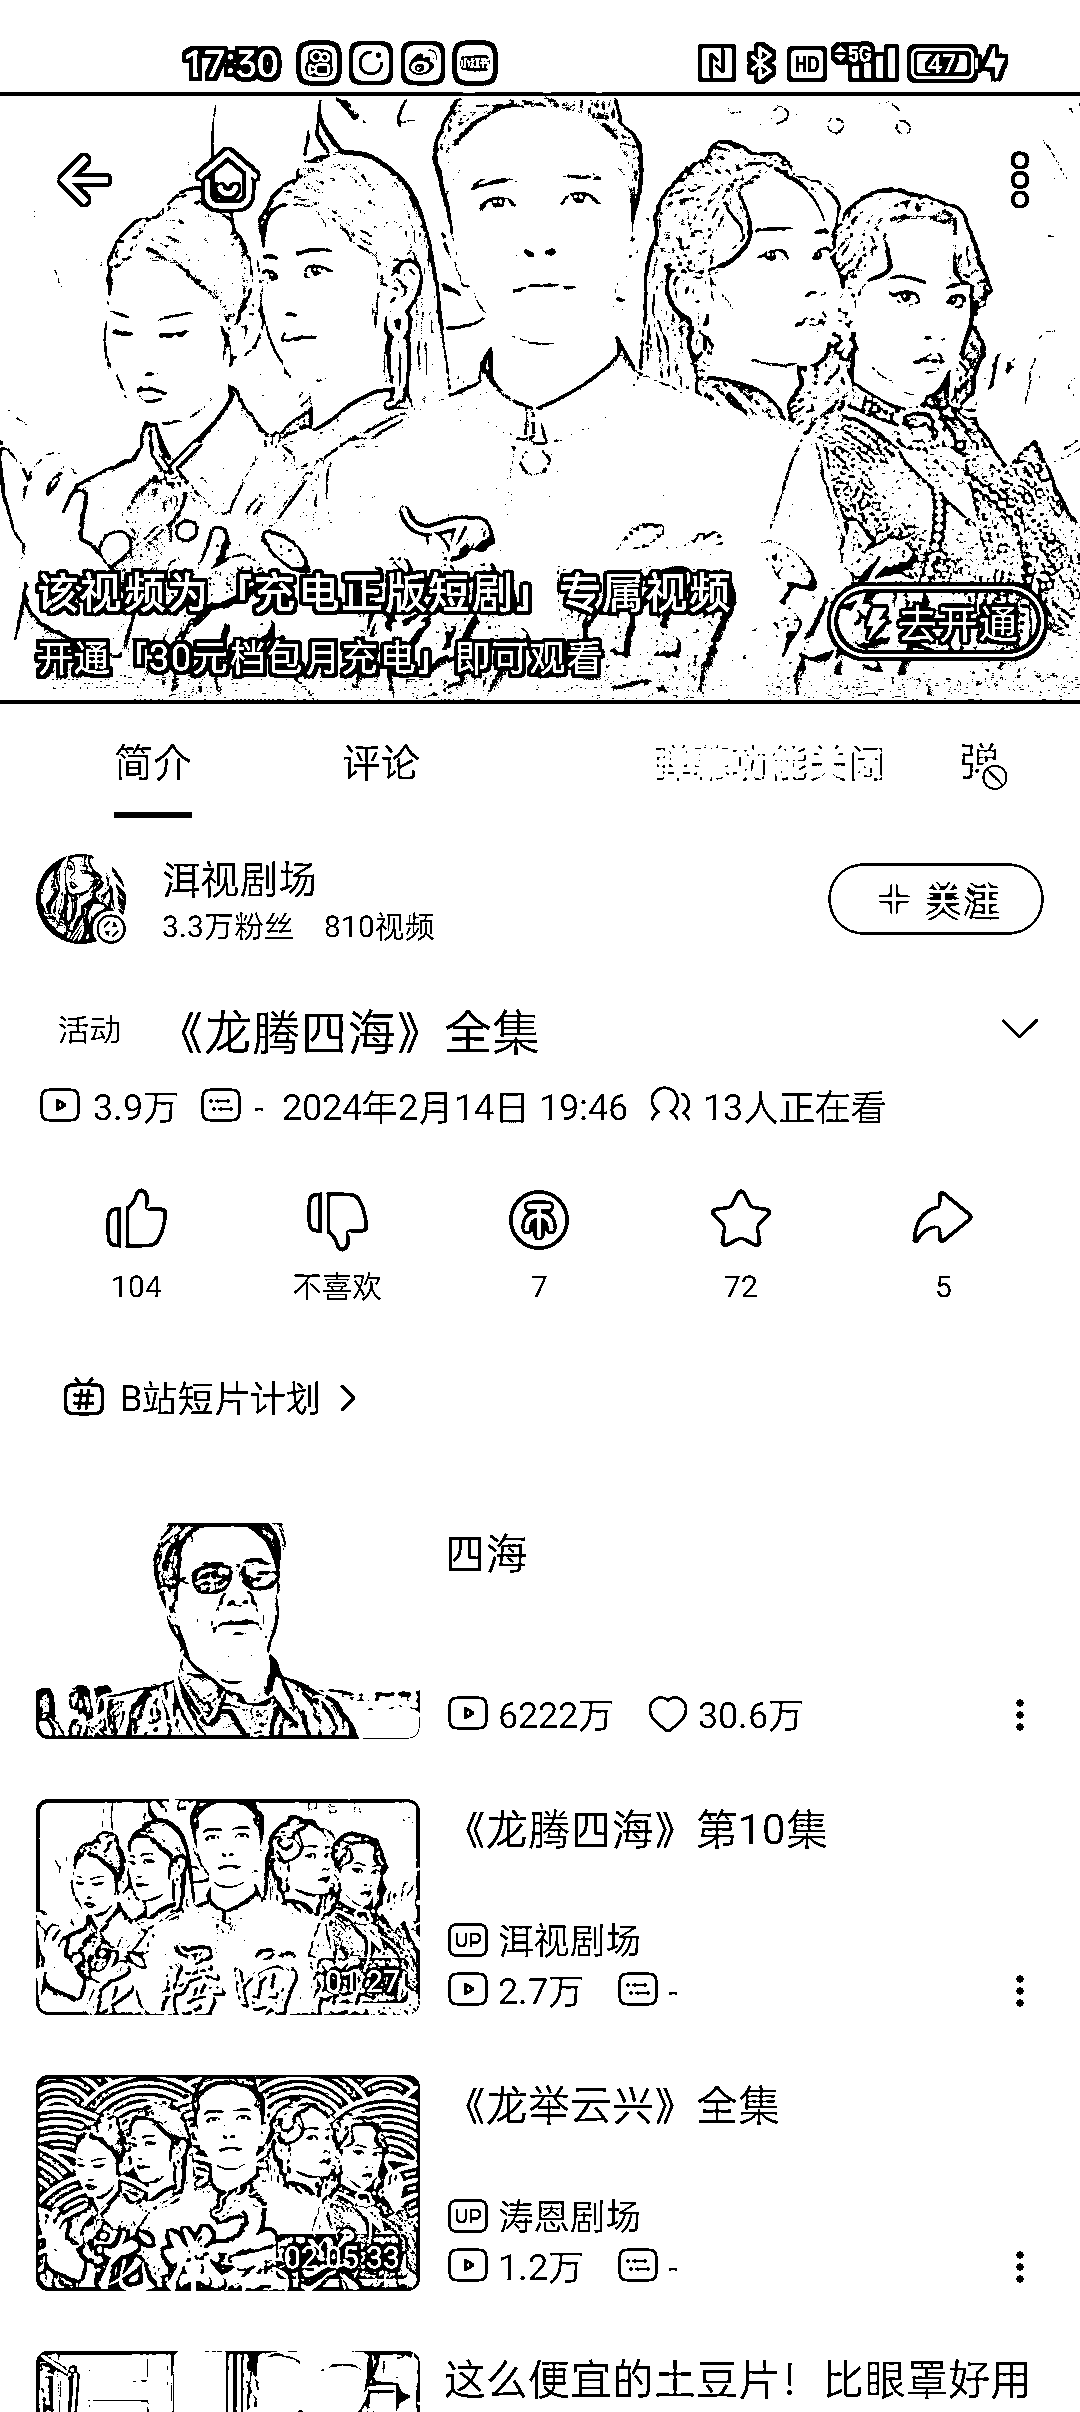 17:30
HD 5G 47
该视频为「充电正版短剧」专属视频
开通「30元档包月充电」即可观看
去开通
简介 评论 弹幕功能关闭 弹
洱视剧场
3.3万粉丝 810视频
关注
活动 《龙腾四海》全集
3.9万 - 2024年2月14日 19:46 13人正在看
104 不喜欢 7 72 5
B站短片计划
四海
6222万 30.6万
《龙腾四海》第10集
01:27
UP 洱视剧场
2.7万 -
《龙举云兴》全集
02:05:33
UP 涛恩剧场
1.2万 -
这么便宜的土豆片！比眼罩好用